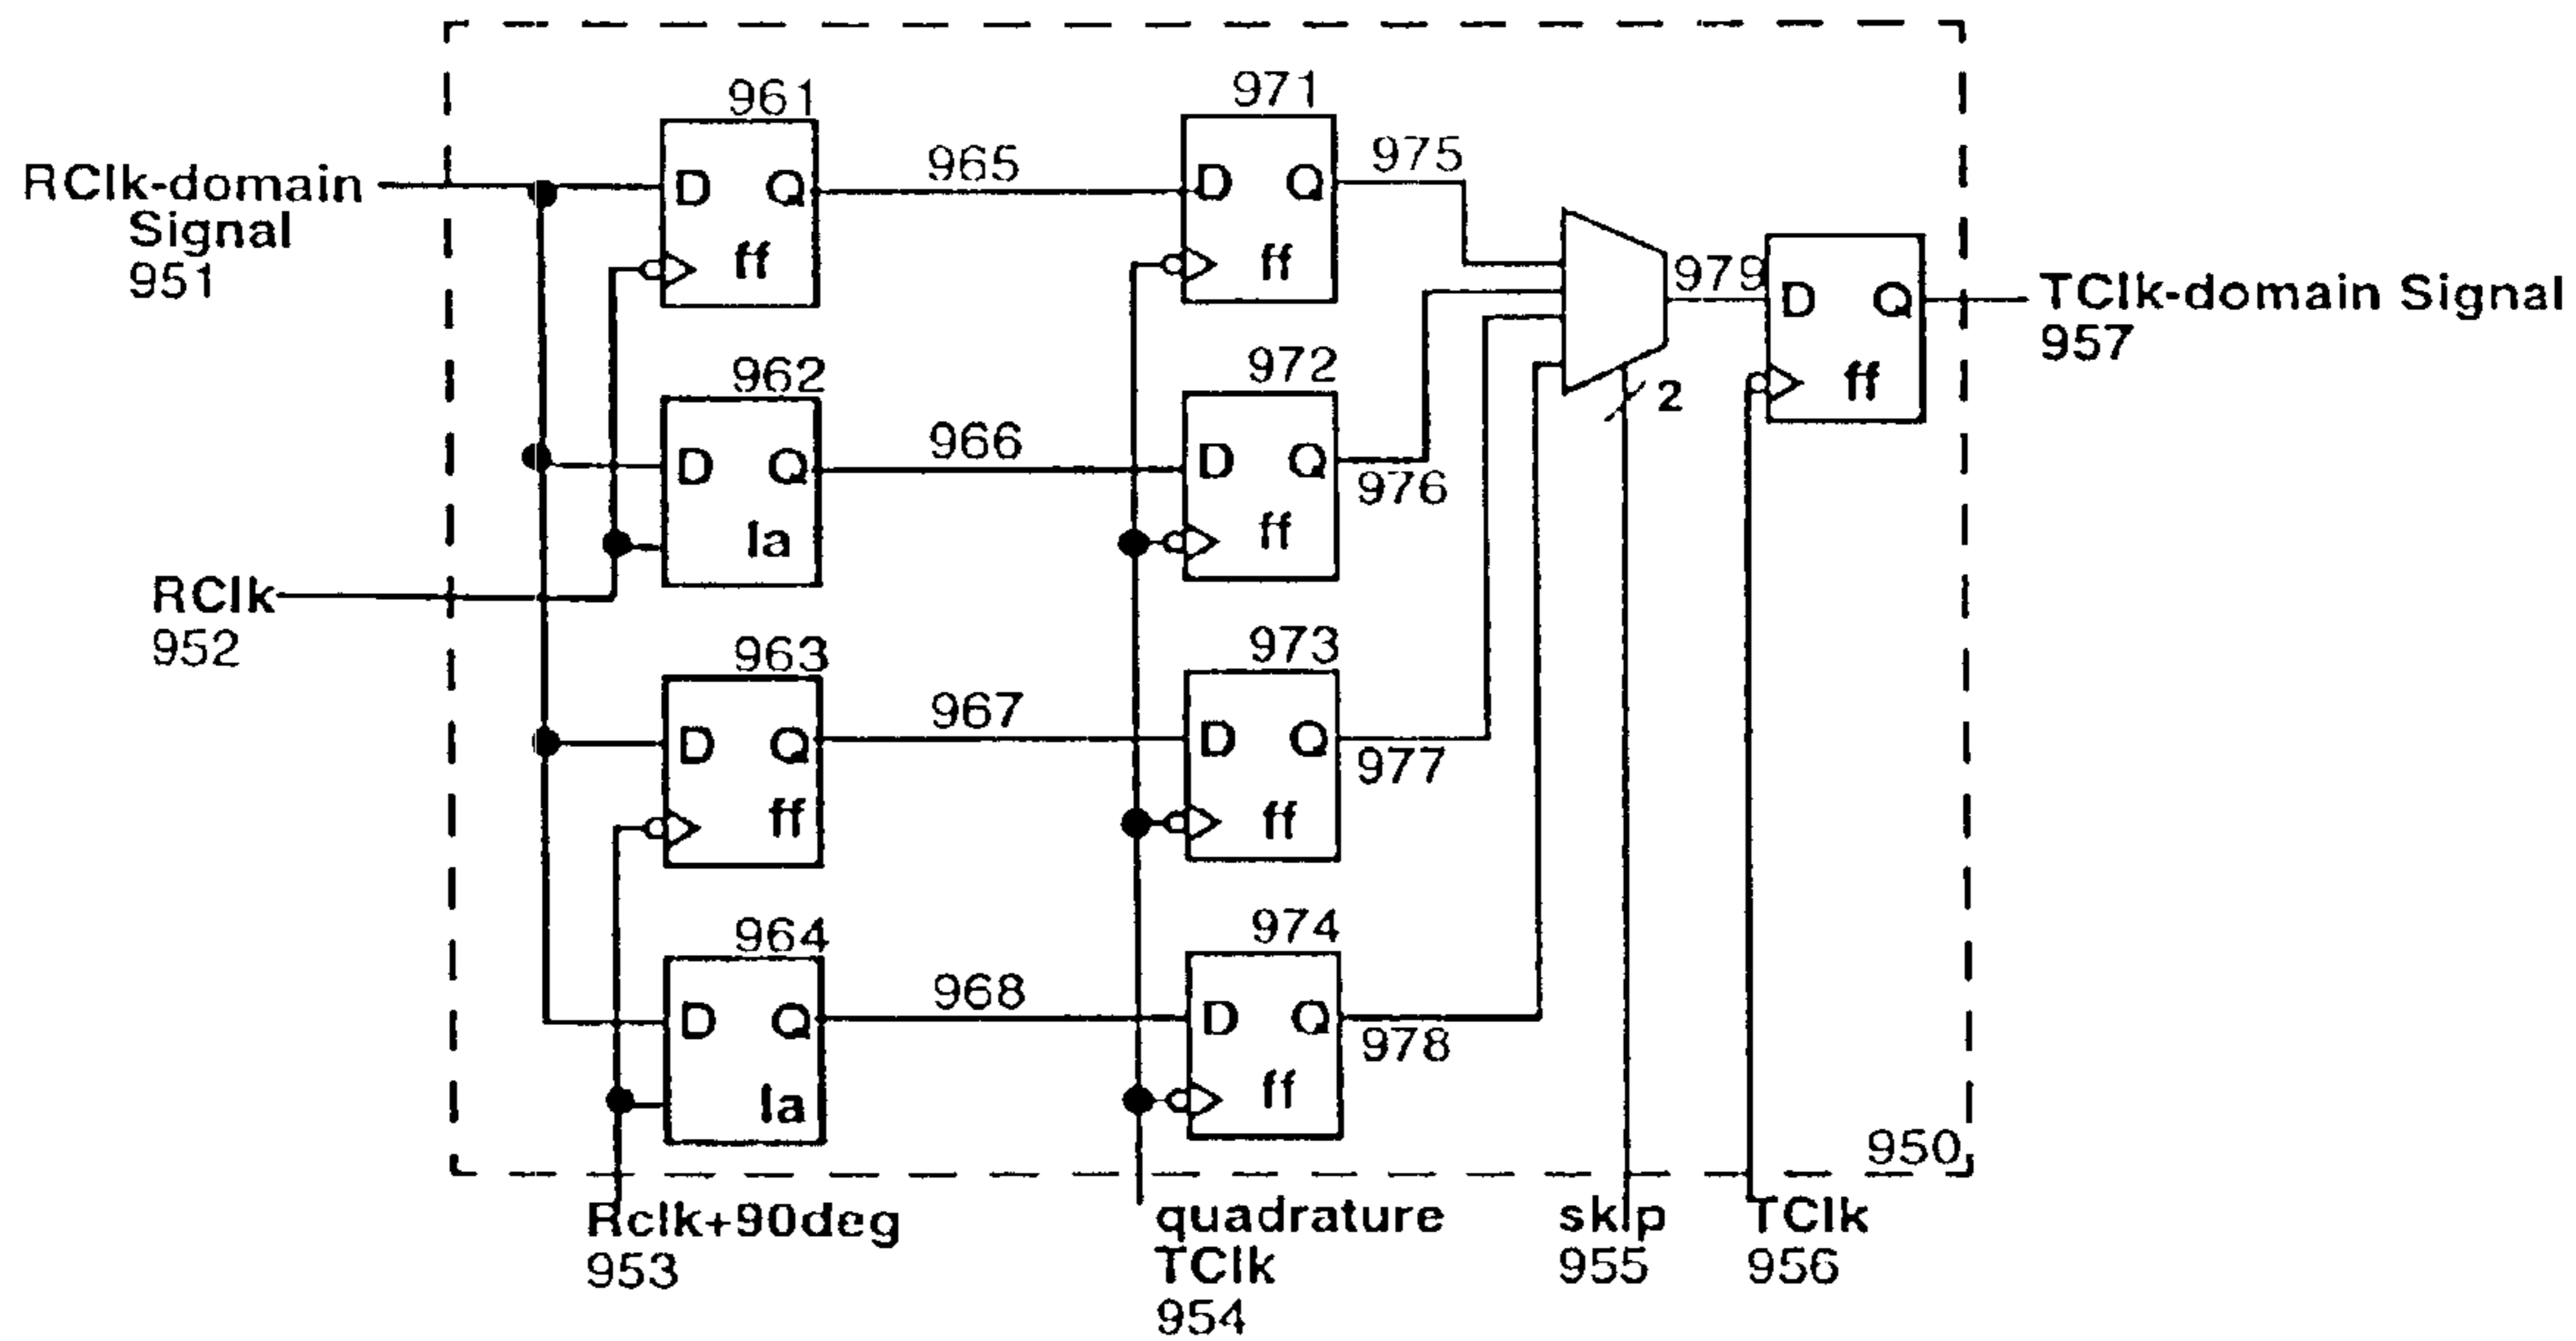 961
971
RClk-domain
Signal
951
D Q
ff
965
D Q
ff
975
979
D Q
ff
TClk-domain Signal
957
962
D Q
la
966
972
D Q
ff
976
2
RClk
952
963
D Q
ff
967
973
D Q
ff
977
964
D Q
la
968
974
D Q
ff
978
950
Rclk+90deg
953
quadrature
TClk
954
skip
955
TClk
956